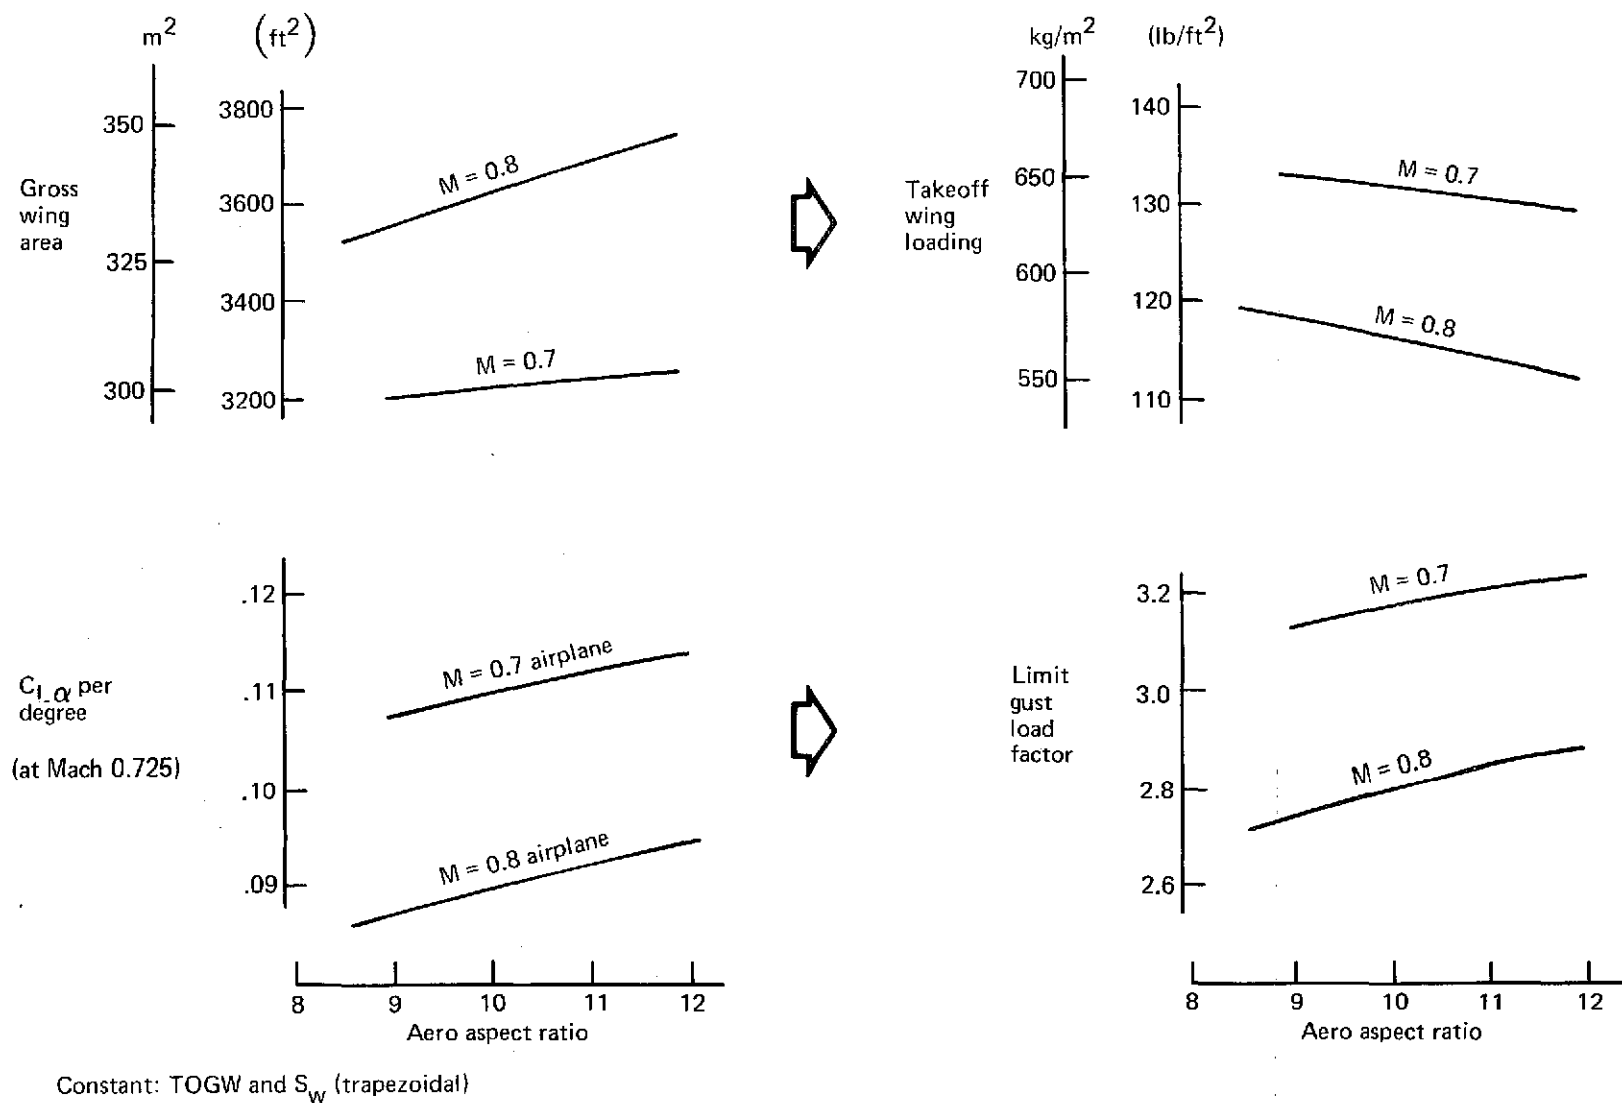 m²
(ft²)
350
325
300
3800
3600
3400
3200
Gross
wing
area
M = 0.8
M = 0.7
kg/m²
(lb/ft²)
700
650
600
550
140
130
120
110
Takeoff
wing
loading
M = 0.7
M = 0.8
.12
.11
.10
.09
C_L_α per
degree
(at Mach 0.725)
M = 0.7 airplane
M = 0.8 airplane
8 9 10 11 12
Aero aspect ratio
3.2
3.0
2.8
2.6
Limit
gust
load
factor
M = 0.7
M = 0.8
8 9 10 11 12
Aero aspect ratio
Constant: TOGW and S_w (trapezoidal)